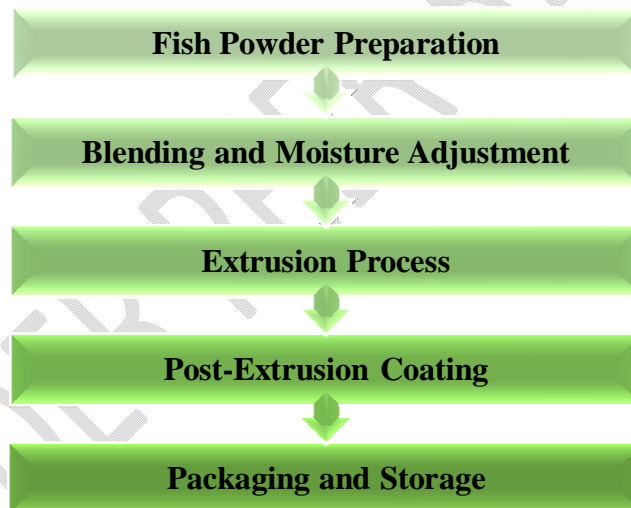 Fish Powder Preparation
Blending and Moisture Adjustment
Extrusion Process
Post-Extrusion Coating
Packaging and Storage